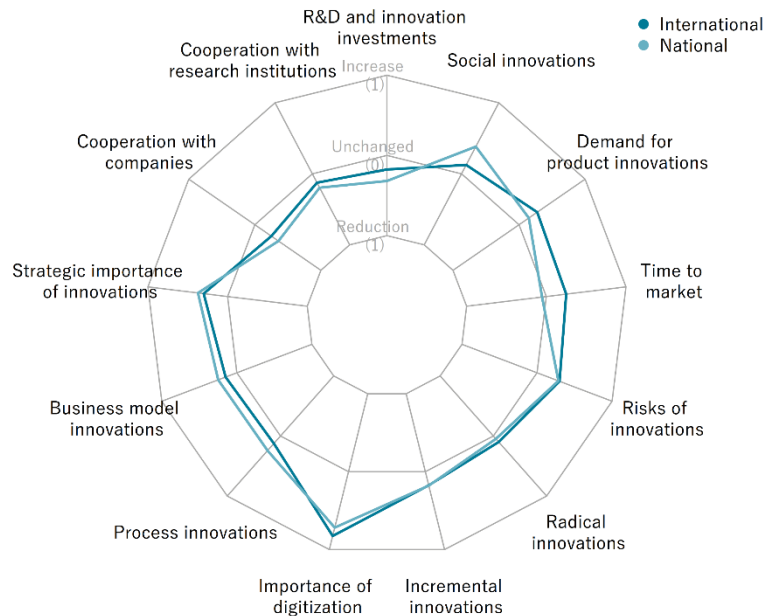 R&D and innovation
investments
International
National
Cooperation with
research institutions
Increase
(1)
Social innovations
Cooperation with
companies
Unchanged
(0)
Demand for
product innovations
Reduction
(1)
Strategic importance
of innovations
Time to
market
Business model
innovations
Risks of
innovations
Process innovations
Radical
innovations
Importance of
digitization
Incremental
innovations